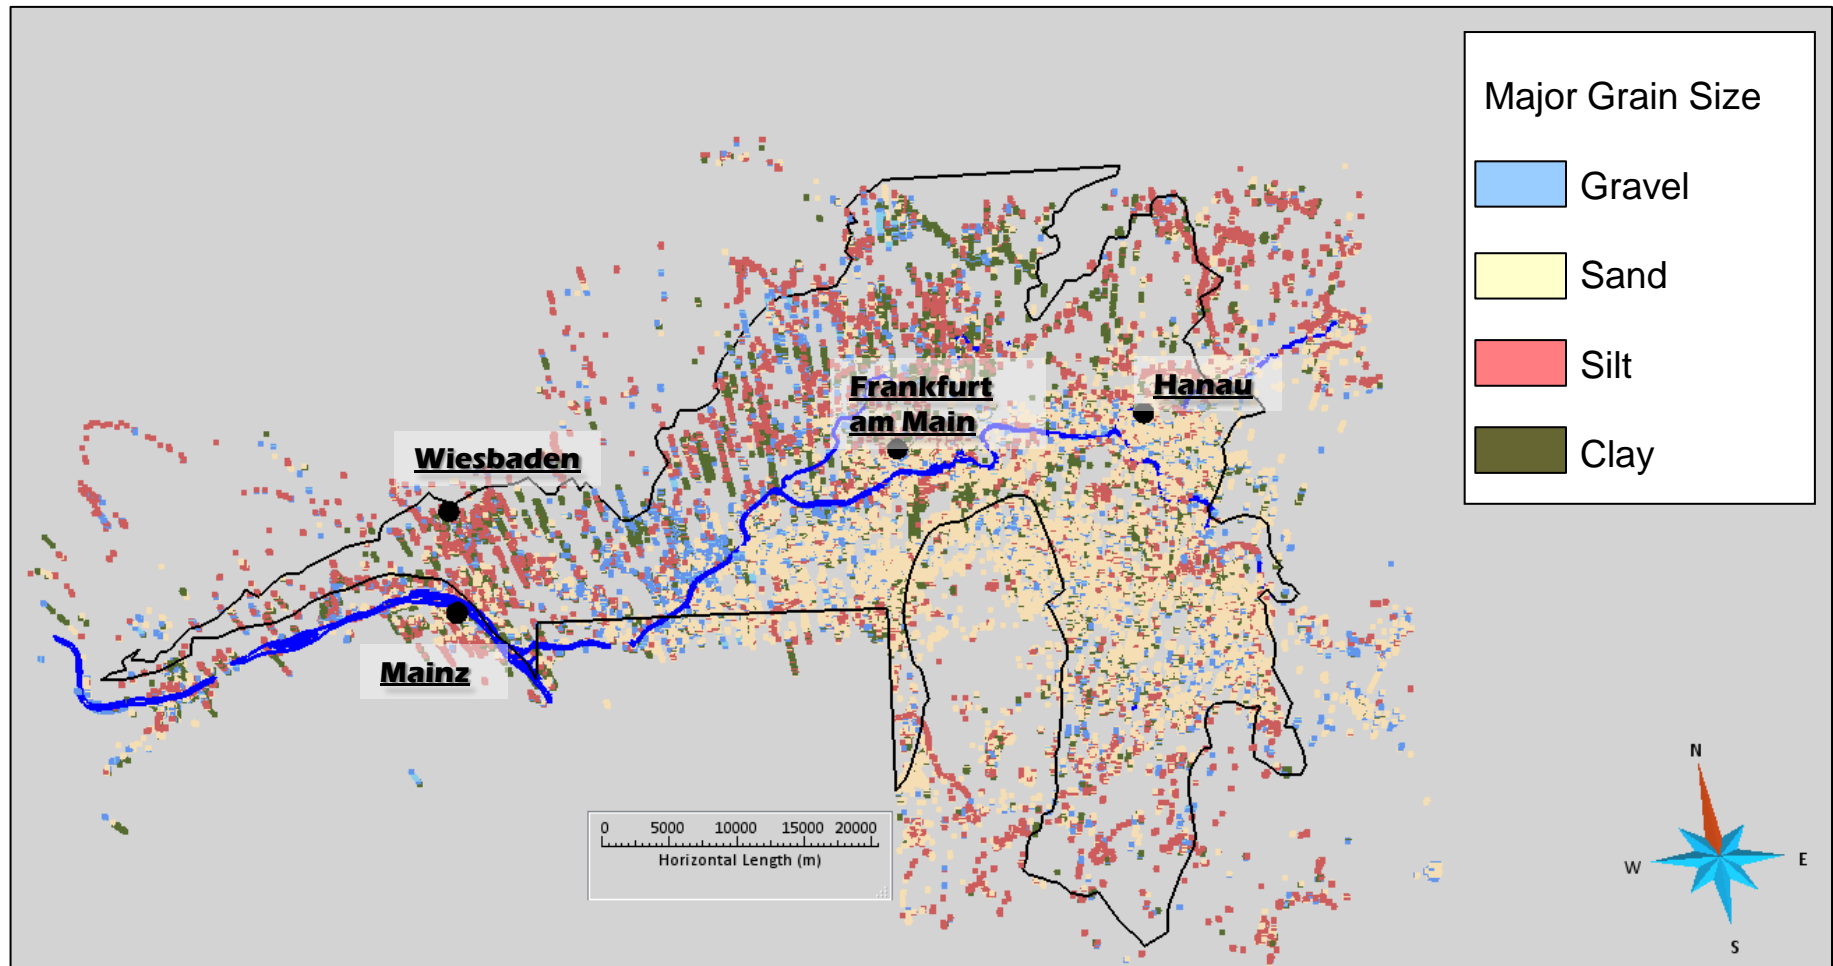 Major Grain Size
Gravel
Sand
Silt
Clay
Frankfurt
am Main
Hanau
Wiesbaden
Mainz
0 5000 10000 15000 20000
Horizontal Length (m)
N
W
E
S